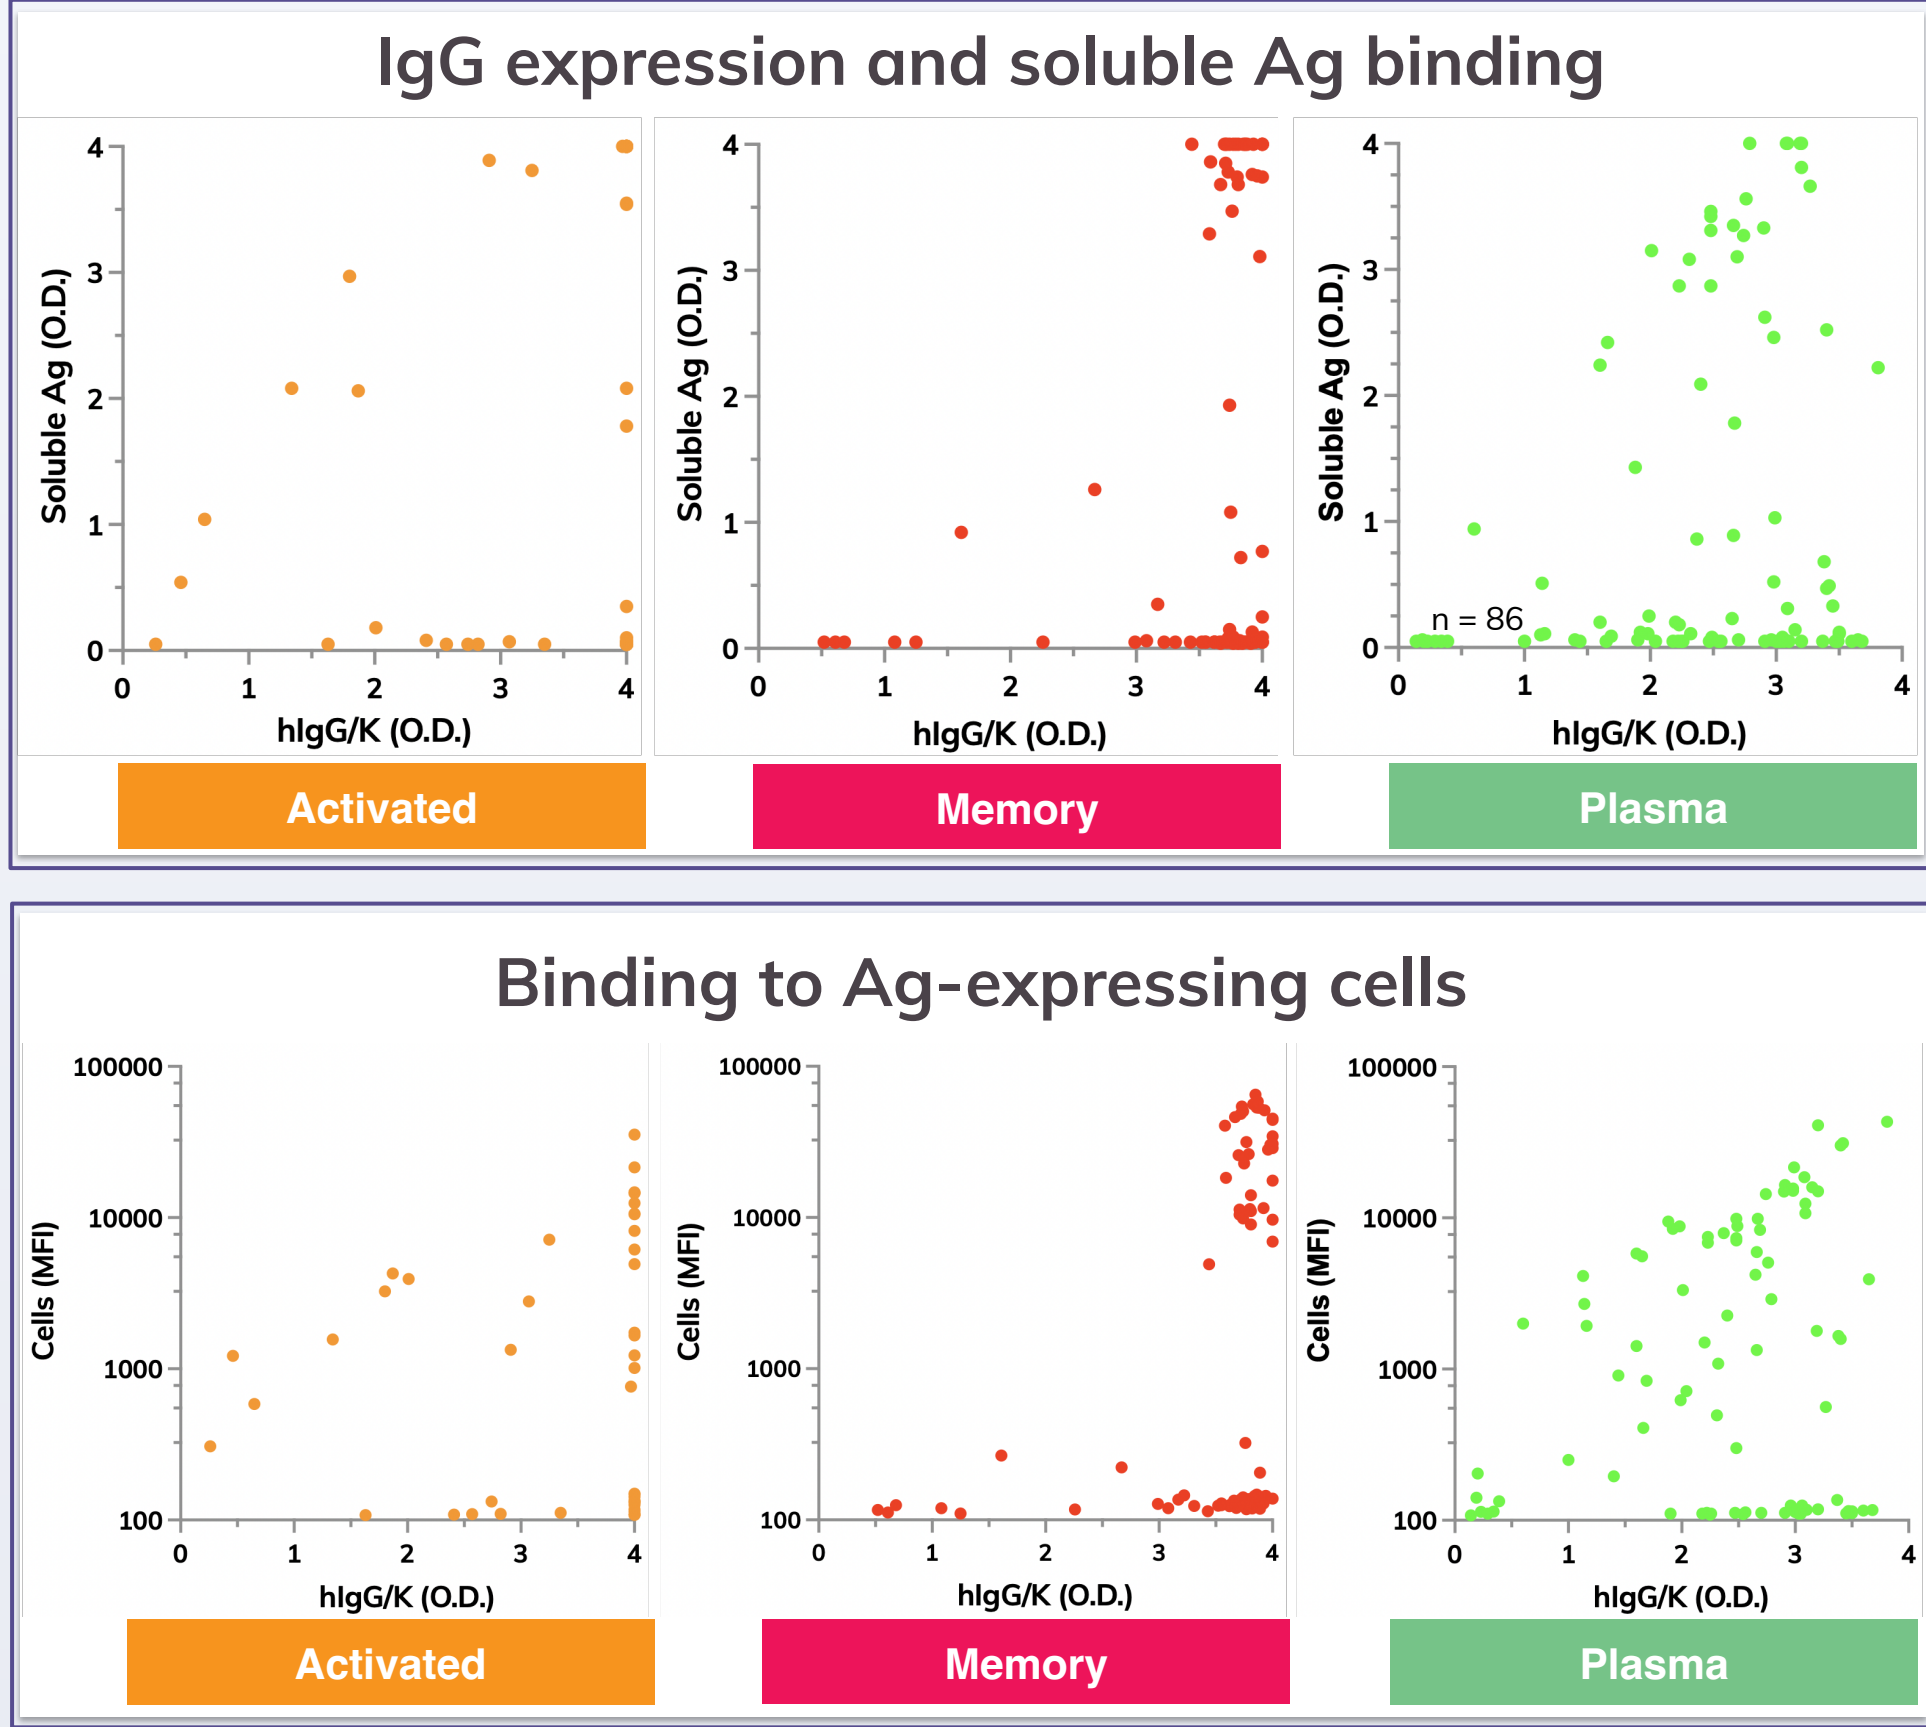 IgG expression and soluble Ag binding
Soluble Ag (O.D.)
4
3
2
1
0
0 1 2 3 4
hIgG/K (O.D.)
Activated
Soluble Ag (O.D.)
4
3
2
1
0
0 1 2 3 4
hIgG/K (O.D.)
Memory
Soluble Ag (O.D.)
4
3
2
1
0
n = 86
0 1 2 3 4
hIgG/K (O.D.)
Plasma
Binding to Ag-expressing cells
Cells (MFI)
100000
10000
1000
100
0 1 2 3 4
hIgG/K (O.D.)
Activated
Cells (MFI)
100000
10000
1000
100
0 1 2 3 4
hIgG/K (O.D.)
Memory
Cells (MFI)
100000
10000
1000
100
0 1 2 3 4
hIgG/K (O.D.)
Plasma